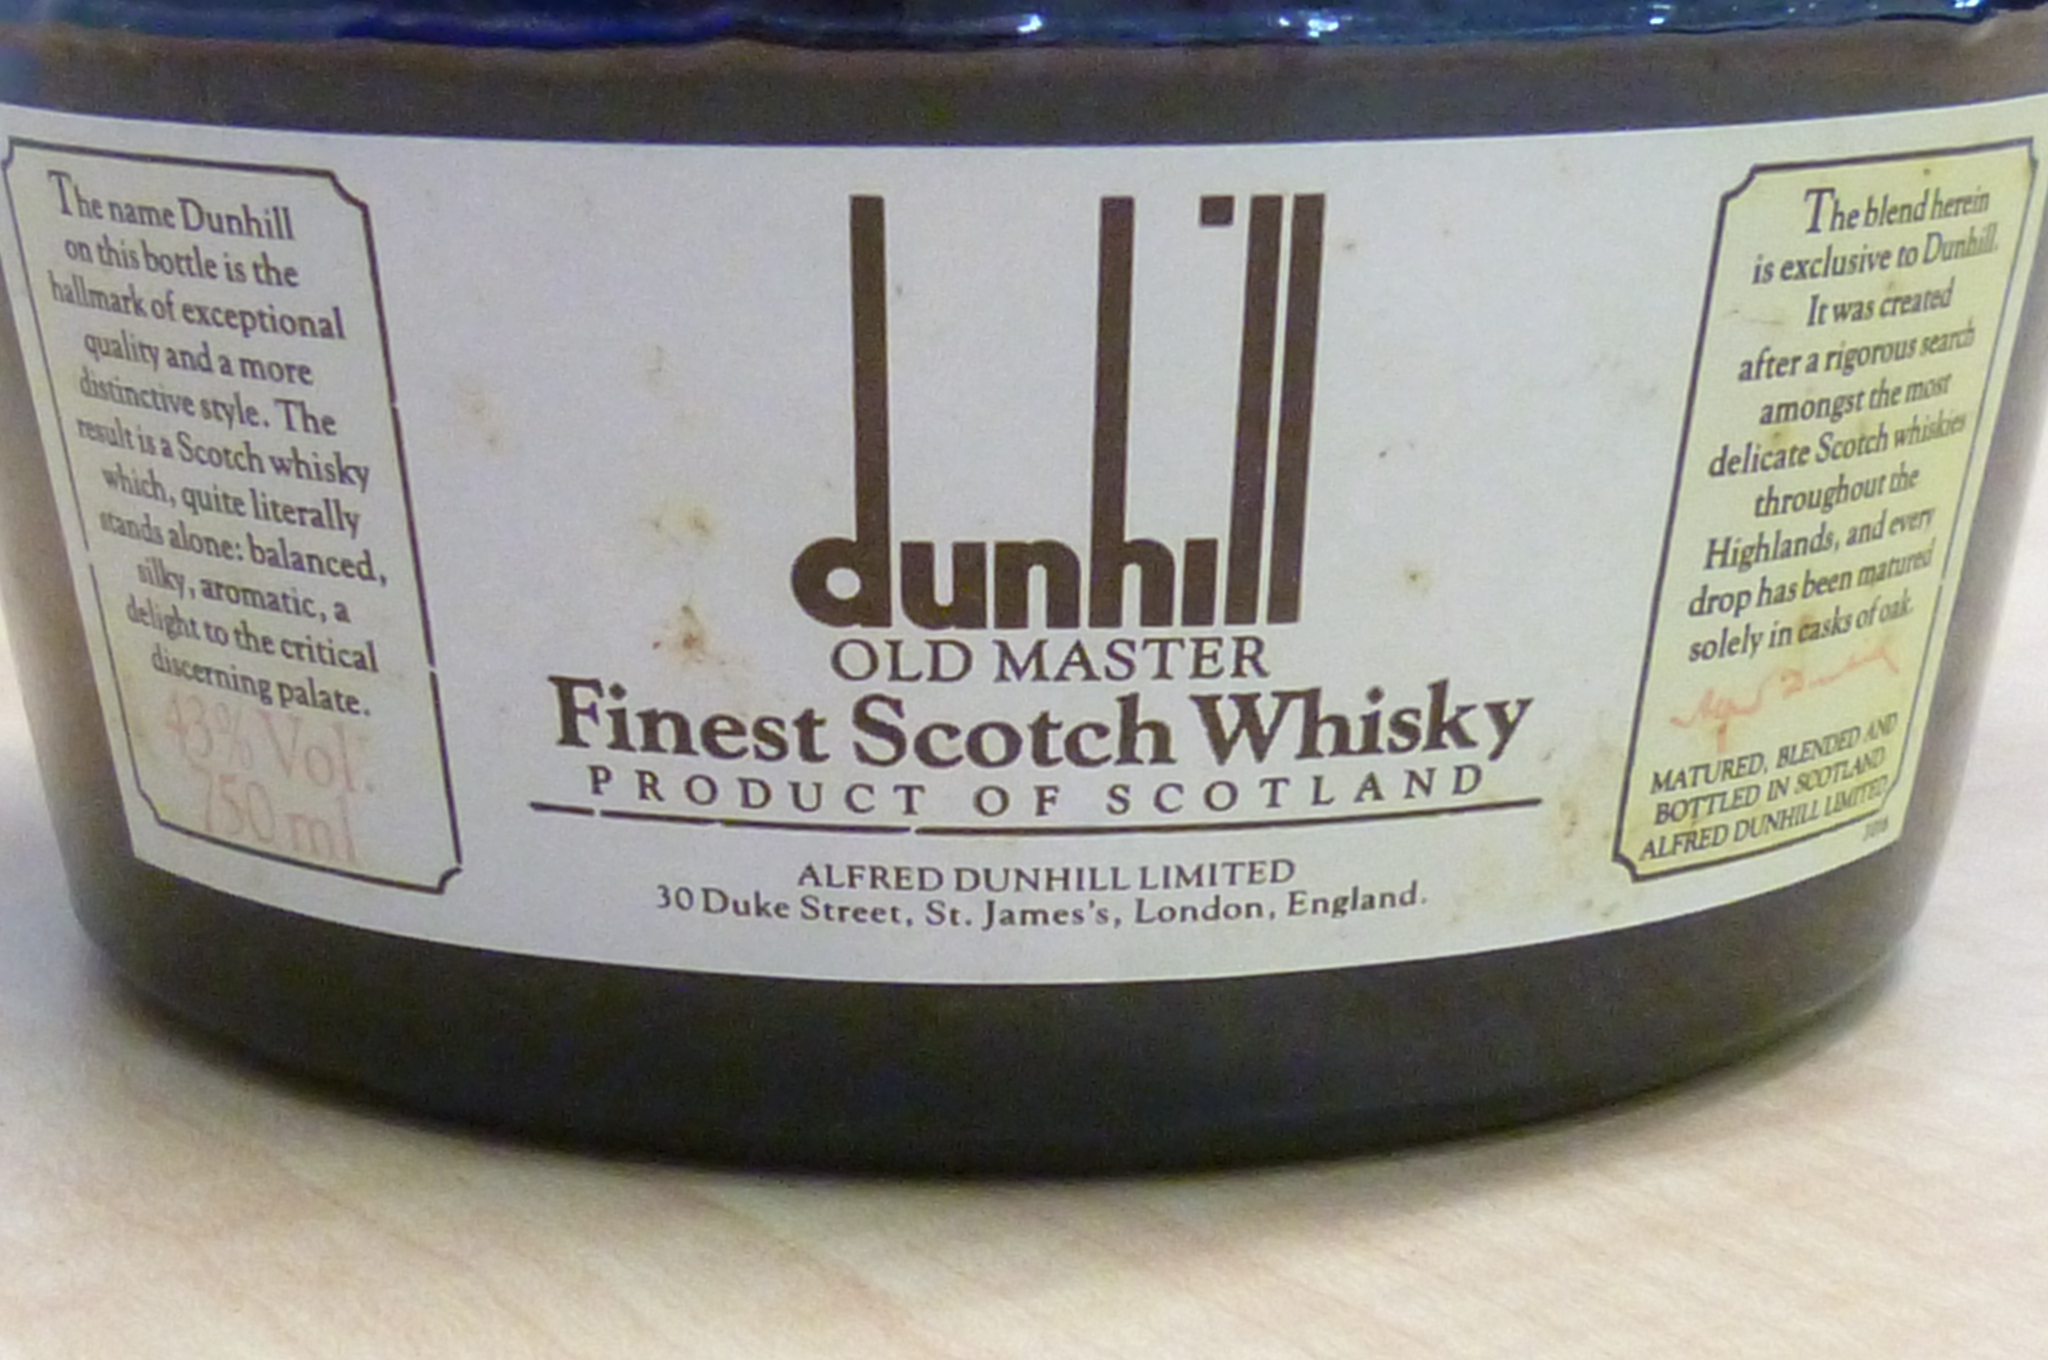 The name Dunhill
on this bottle is the
hallmark of exceptional
quality and a more
distinctive style. The
result is a Scotch whisky
which, quite literally
stands alone: balanced,
silky, aromatic, a
delight to the critical
discerning palate.
43% Vol.
750 ml
dunhill
OLD MASTER
Finest Scotch Whisky
PRODUCT OF SCOTLAND
ALFRED DUNHILL LIMITED
30 Duke Street, St. James's, London, England.
The blend herein
is exclusive to Dunhill.
It was created
after a rigorous search
amongst the most
delicate Scotch whiskies
throughout the
Highlands, and every
drop has been matured
solely in casks of oak.
MATURED, BLENDED AND
BOTTLED IN SCOTLAND
ALFRED DUNHILL LIMITED